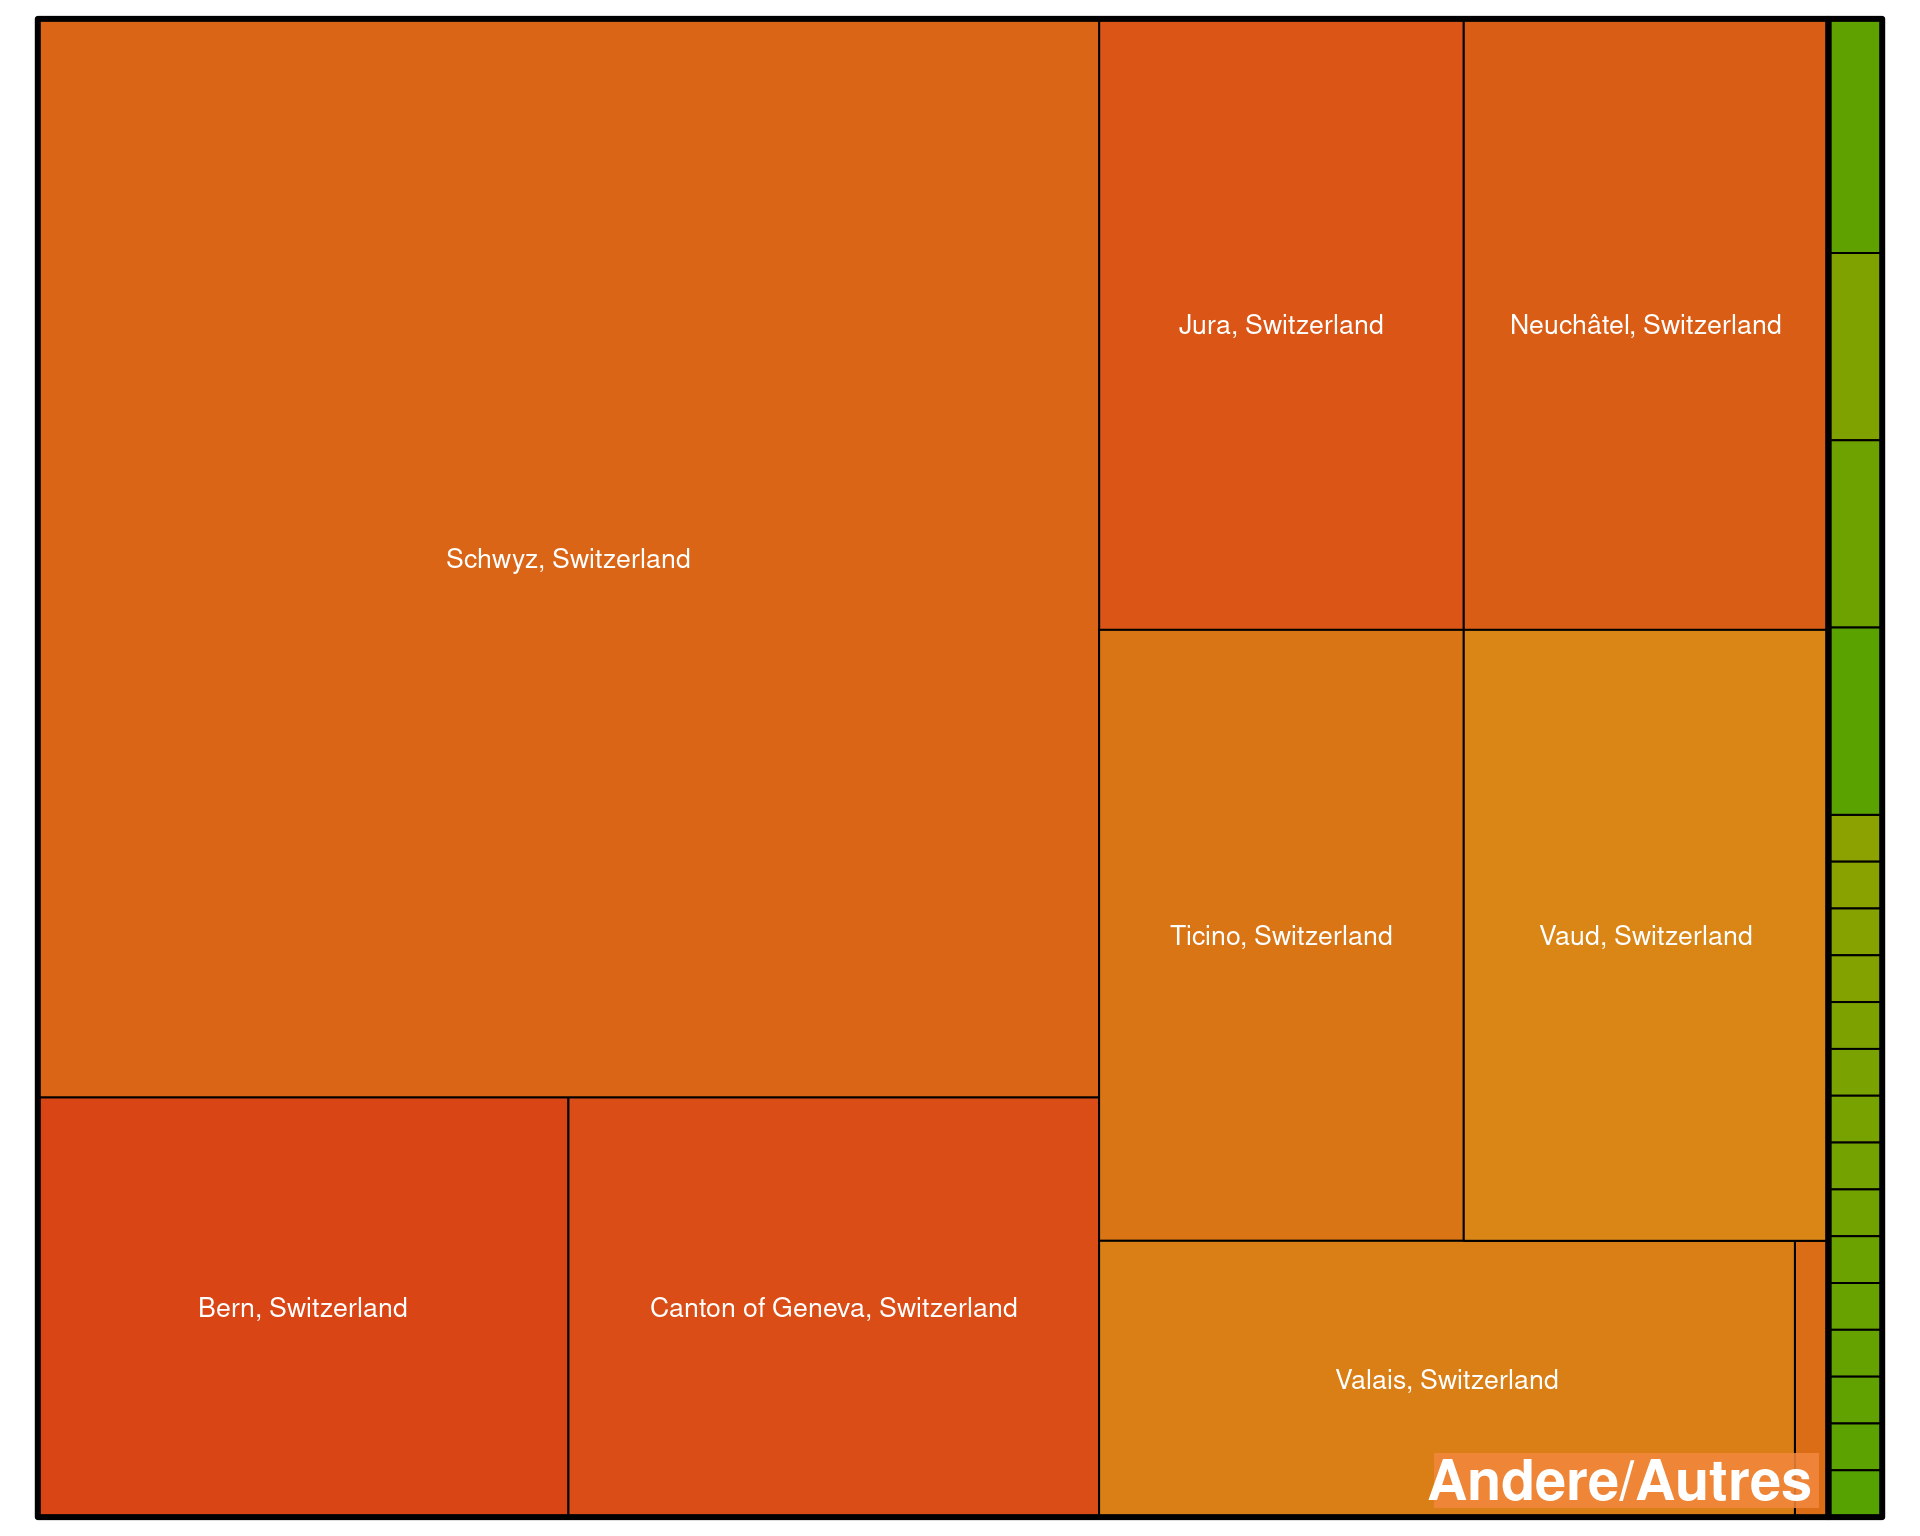 Schwyz, Switzerland
Jura, Switzerland
Neuchâtel, Switzerland
Ticino, Switzerland
Vaud, Switzerland
Bern, Switzerland
Canton of Geneva, Switzerland
Valais, Switzerland
Andere/Autres